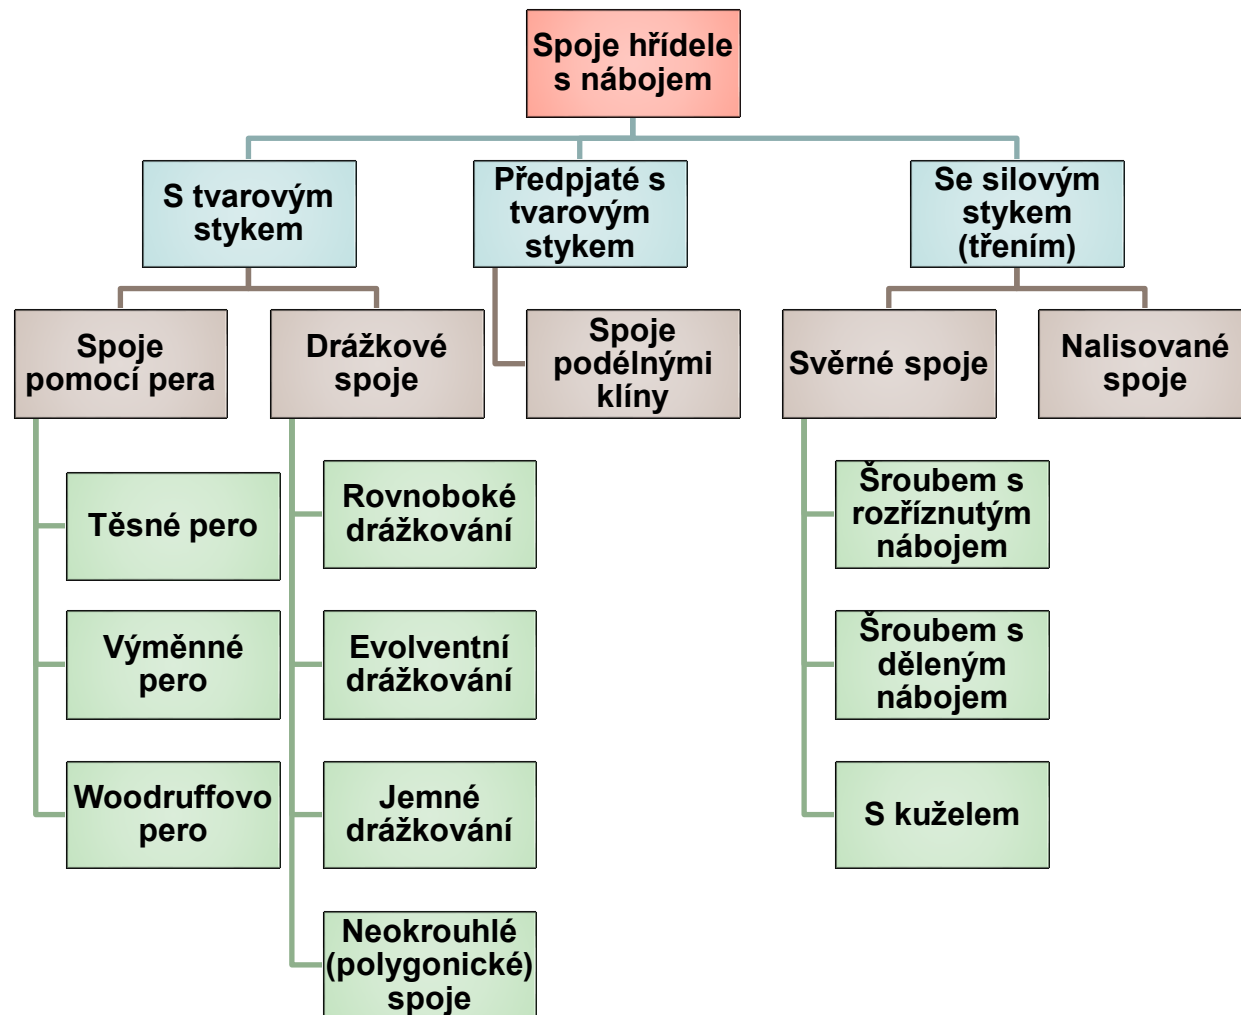 Spoje hřídele
s nábojem
S tvarovým
stykem
Předpjaté s
tvarovým
stykem
Se silovým
stykem
(třením)
Spoje
pomocí pera
Drážkové
spoje
Spoje
podélnými
klíny
Svěrné spoje
Nalisované
spoje
Těsné pero
Výměnné
pero
Woodruffovo
pero
Rovnoboké
drážkování
Evolventní
drážkování
Jemné
drážkování
Neokrouhlé
(polygonické)
spoje
Šroubem s
rozříznutým
nábojem
Šroubem s
děleným
nábojem
S kuželem